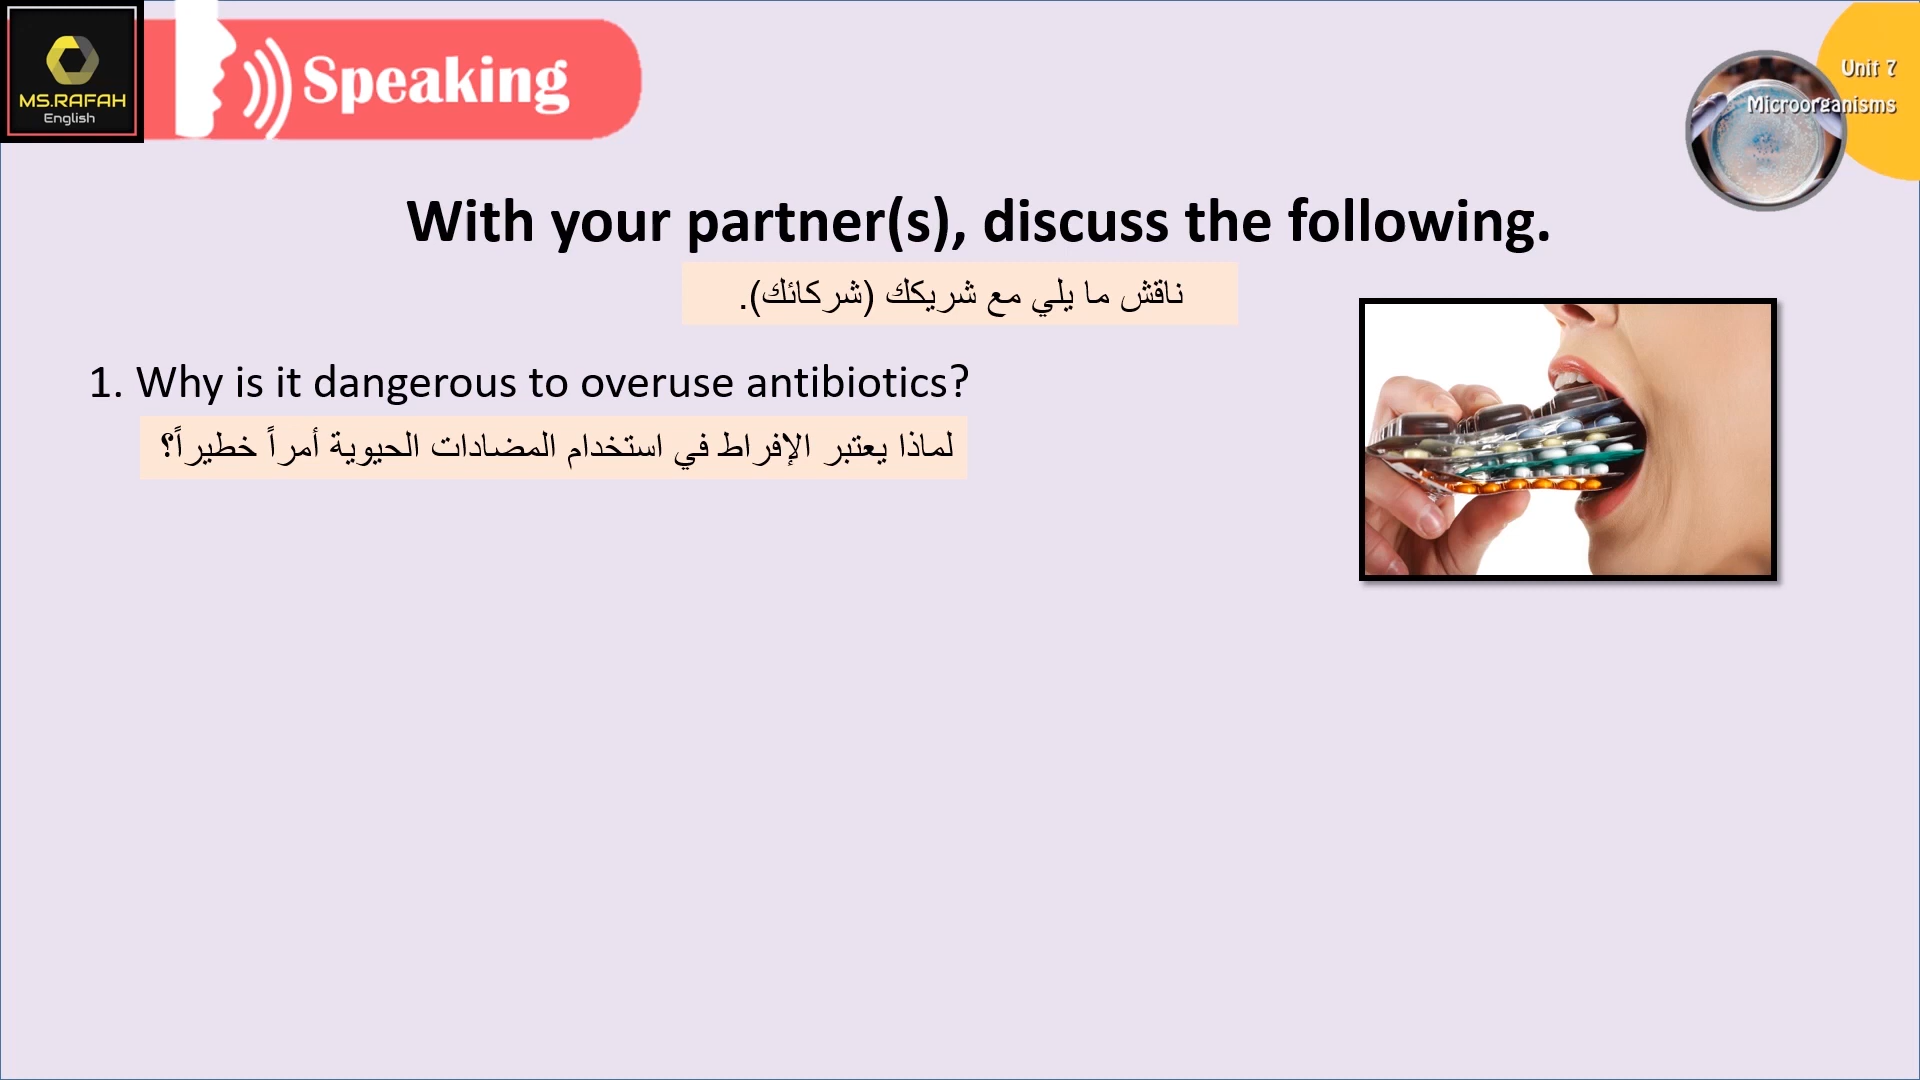 MS.RAFAH
English
Speaking
Unit 7
Microorganisms
With your partner(s), discuss the following.
ناقش ما يلي مع شريكك (شركائك).
1. Why is it dangerous to overuse antibiotics?
لماذا يعتبر الإفراط في استخدام المضادات الحيوية أمراً خطيراً؟